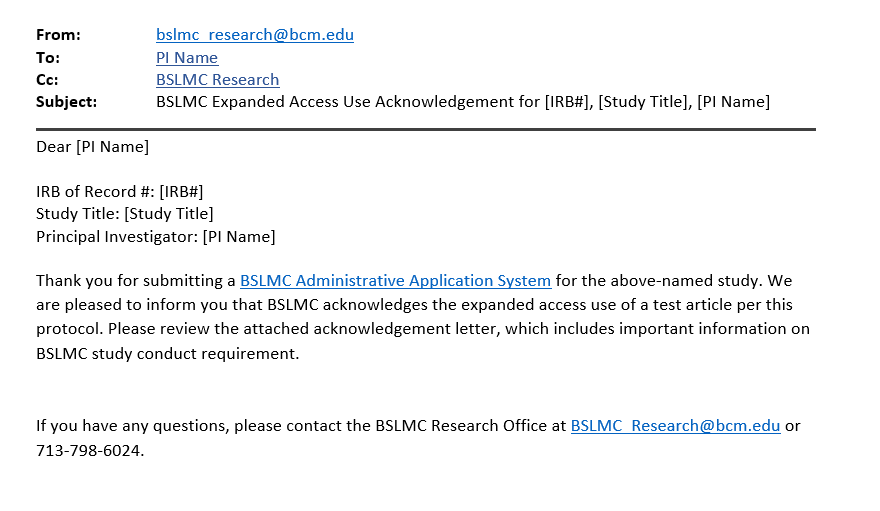 From: bslmc_research@bcm.edu
To: PI Name
Cc: BSLMC Research
Subject: BSLMC Expanded Access Use Acknowledgement for [IRB#], [Study Title], [PI Name]
Dear [PI Name]
IRB of Record #: [IRB#]
Study Title: [Study Title]
Principal Investigator: [PI Name]
Thank you for submitting a BSLMC Administrative Application System for the above-named study. We
are pleased to inform you that BSLMC acknowledges the expanded access use of a test article per this
protocol. Please review the attached acknowledgement letter, which includes important information on
BSLMC study conduct requirement.
If you have any questions, please contact the BSLMC Research Office at BSLMC_Research@bcm.edu or
713-798-6024.